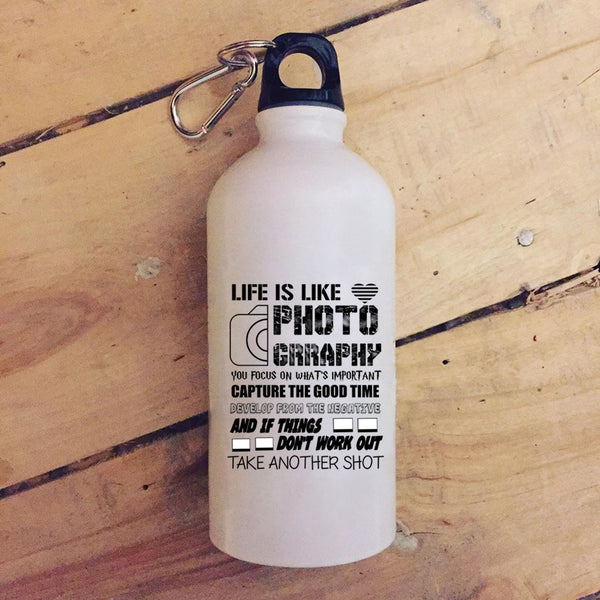 LIFE IS LIKE
PHOTO
GRRAPHY
YOU FOCUS ON WHAT'S IMPORTANT
CAPTURE THE GOOD TIME
DEVELOP FROM THE NEGATIVE
AND IF THINGS
DON'T WORK OUT
TAKE ANOTHER SHOT